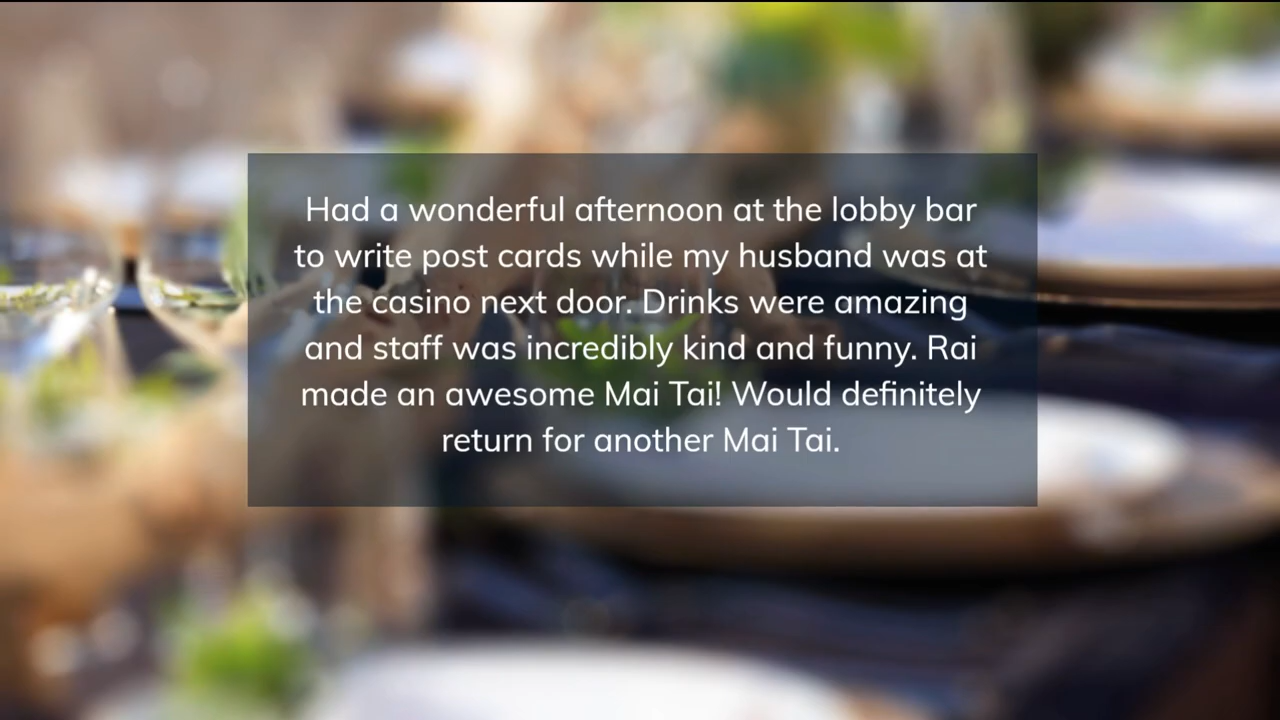 Had a wonderful afternoon at the lobby bar
to write post cards while my husband was at
the casino next door. Drinks were amazing
and staff was incredibly kind and funny. Rai
made an awesome Mai Tai! Would definitely
return for another Mai Tai.